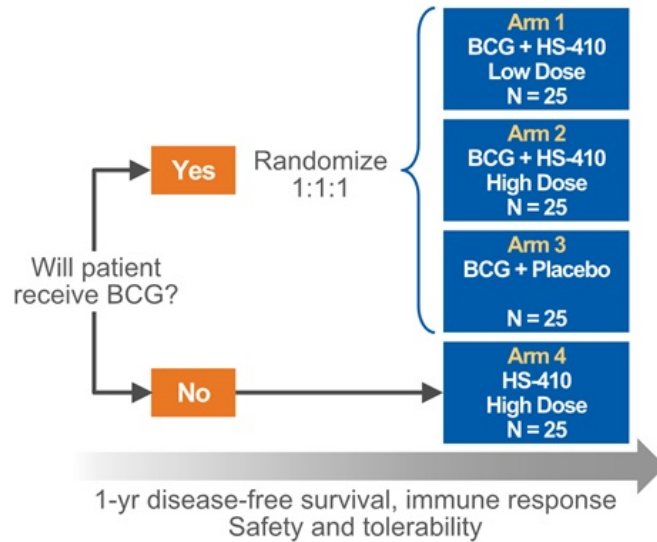 Will patient
receive BCG?
Yes
Randomize
1:1:1
Arm 1
BCG + HS-410
Low Dose
N = 25
Arm 2
BCG + HS-410
High Dose
N = 25
Arm 3
BCG + Placebo
N = 25
No
Arm 4
HS-410
High Dose
N = 25
1-yr disease-free survival, immune response
Safety and tolerability